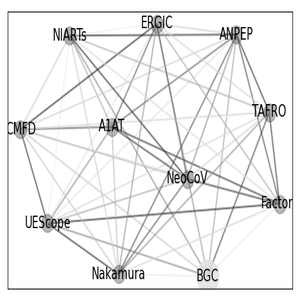 ERGIC
NIARTs
ANPEP
TAFRO
CMFD
A1AT
NeoCoV
Factor
UEScope
Nakamura
BGC